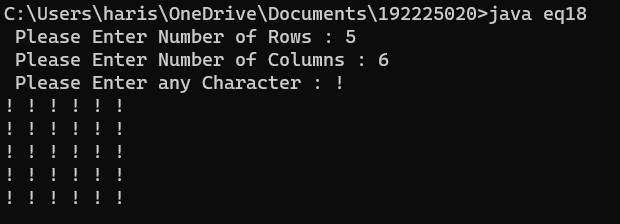 C:\Users\haris\OneDrive\Documents\192225020>java eq18
Please Enter Number of Rows : 5
Please Enter Number of Columns : 6
Please Enter any Character : !
! ! ! ! ! !
! ! ! ! ! !
! ! ! ! ! !
! ! ! ! ! !
! ! ! ! ! !